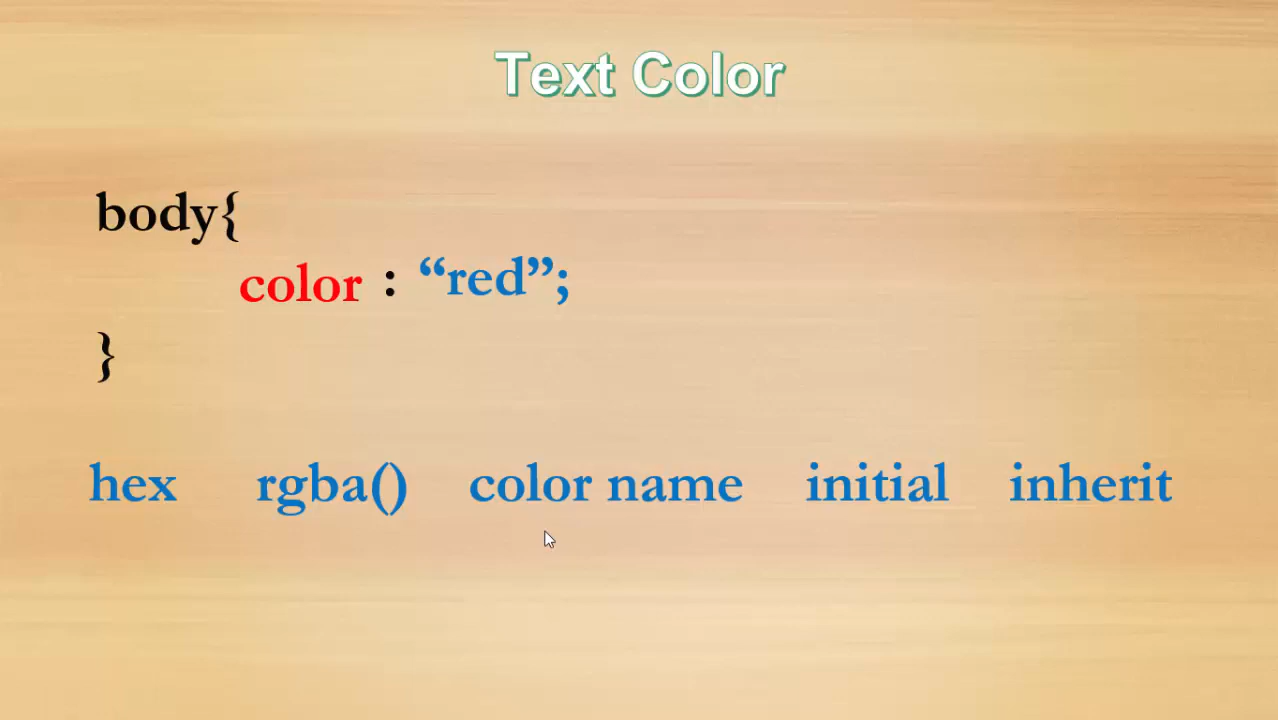 Text Color
body{
color : “red”;
}
hex rgba() color name initial inherit